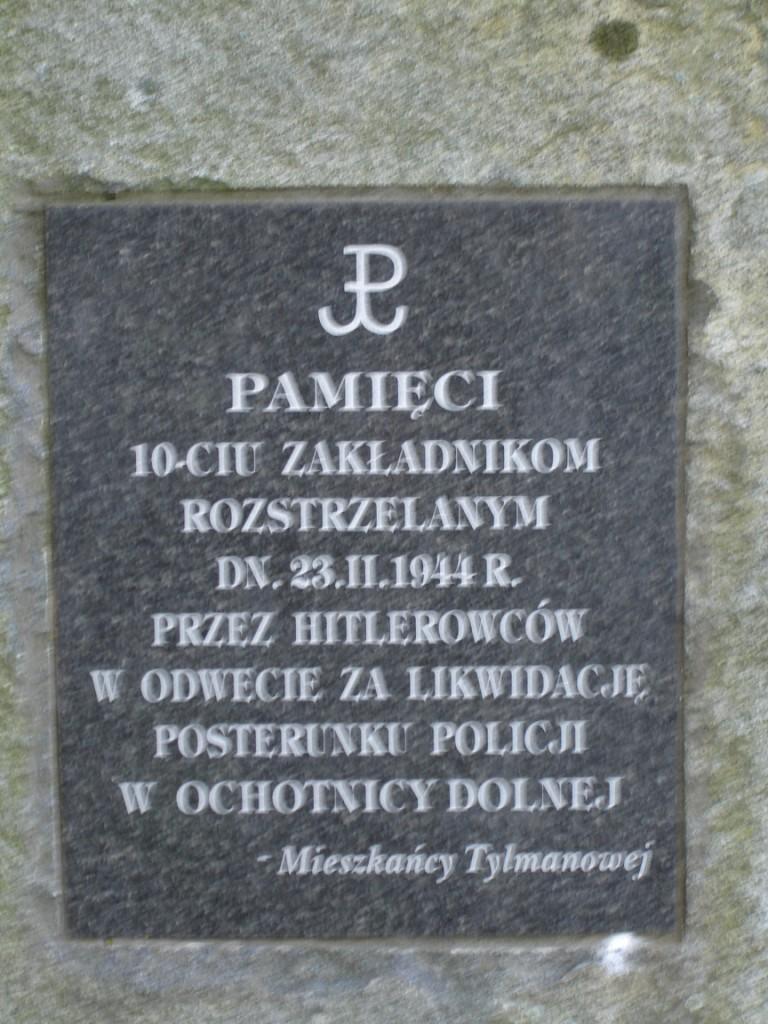 PAMIĘCI
10-CIU ZAKŁADNIKOM
ROZSTRZELANYM
DN. 23.II.1944 R.
PRZEZ HITLEROWCÓW
W ODWECIE ZA LIKWIDACJĘ
POSTERUNKU POLICJI
W OCHOTNICY DOLNEJ
- Mieszkańcy Tylmanowej